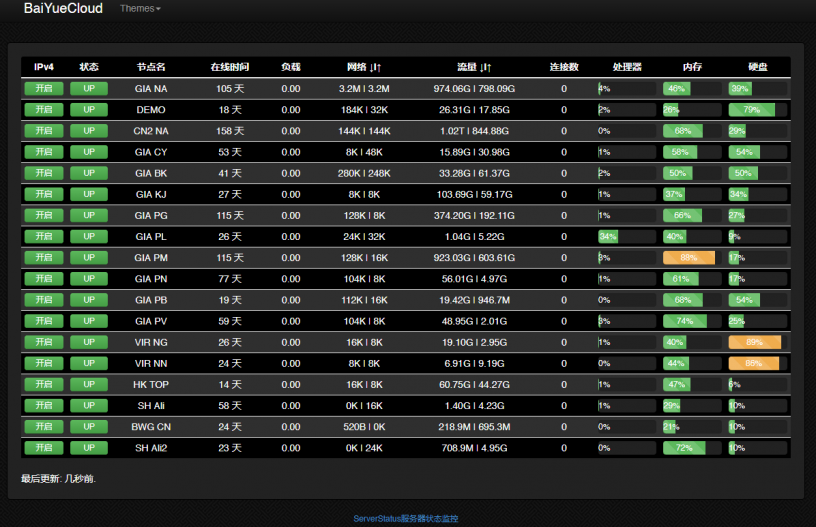 BaiYueCloud Themes
IPv4 状态 节点名 在线时间 负载 网络 ↓|↑ 流量 ↓|↑ 连接数 处理器 内存 硬盘
开启 UP GIA NA 105 天 0.00 3.2M | 3.2M 974.06G | 798.09G 0 4% 46% 39%
开启 UP DEMO 18 天 0.00 184K | 32K 26.31G | 17.85G 0 2% 26% 79%
开启 UP CN2 NA 158 天 0.00 144K | 144K 1.02T | 844.88G 0 0% 68% 29%
开启 UP GIA CY 53 天 0.00 8K | 48K 15.89G | 30.98G 0 1% 58% 54%
开启 UP GIA BK 41 天 0.00 280K | 248K 33.28G | 61.37G 0 2% 50% 50%
开启 UP GIA KJ 27 天 0.00 8K | 8K 103.69G | 59.17G 0 1% 37% 34%
开启 UP GIA PG 115 天 0.00 128K | 8K 374.20G | 192.11G 0 1% 66% 27%
开启 UP GIA PL 26 天 0.00 24K | 32K 1.04G | 5.22G 0 34% 40% 9%
开启 UP GIA PM 115 天 0.00 128K | 16K 923.03G | 603.61G 0 3% 88% 17%
开启 UP GIA PN 77 天 0.00 104K | 8K 56.01G | 4.97G 0 1% 61% 17%
开启 UP GIA PB 19 天 0.00 112K | 16K 19.42G | 946.7M 0 0% 68% 54%
开启 UP GIA PV 59 天 0.00 104K | 8K 48.95G | 2.01G 0 3% 74% 25%
开启 UP VIR NG 26 天 0.00 16K | 8K 19.10G | 2.95G 0 1% 40% 89%
开启 UP VIR NN 24 天 0.00 8K | 8K 6.91G | 9.19G 0 0% 44% 86%
开启 UP HK TOP 14 天 0.00 16K | 8K 60.75G | 44.27G 0 1% 47% 6%
开启 UP SH Ali 58 天 0.00 0K | 16K 1.40G | 4.23G 0 1% 29% 10%
开启 UP BWG CN 24 天 0.00 520B | 0K 218.9M | 695.3M 0 0% 21% 10%
开启 UP SH Ali2 23 天 0.00 0K | 24K 708.9M | 4.95G 0 0% 72% 10%
最后更新: 几秒前.
ServerStatus服务器状态监控